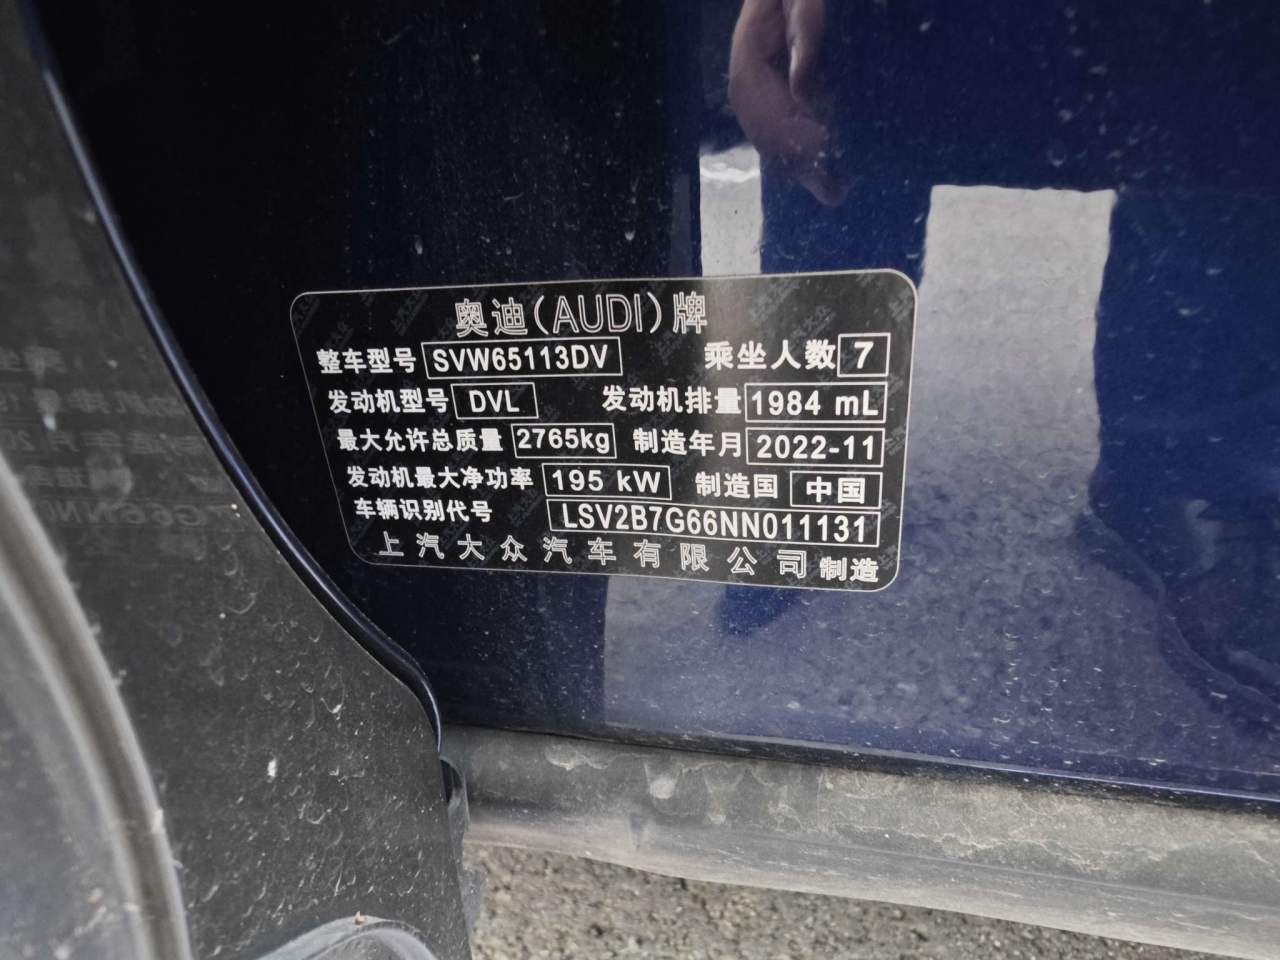 奥迪(AUDI)牌
整车型号 SVW65113DV 乘坐人数 7
发动机型号 DVL 发动机排量 1984 mL
最大允许总质量 2765kg 制造年月 2022-11
发动机最大净功率 195 kW 制造国 中国
车辆识别代号 LSV2B7G66NN011131
上汽大众汽车有限公司 制造